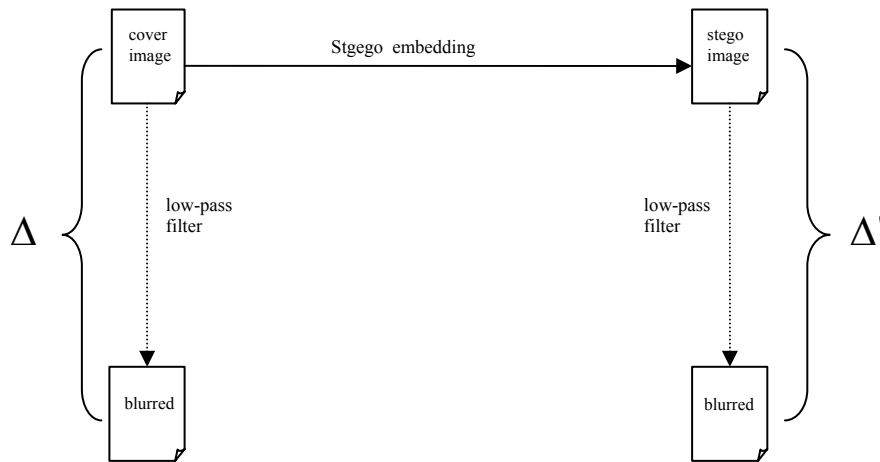 cover
image
Stgego embedding
stego
image
Δ
low-pass
filter
low-pass
filter
Δ'
blurred
blurred